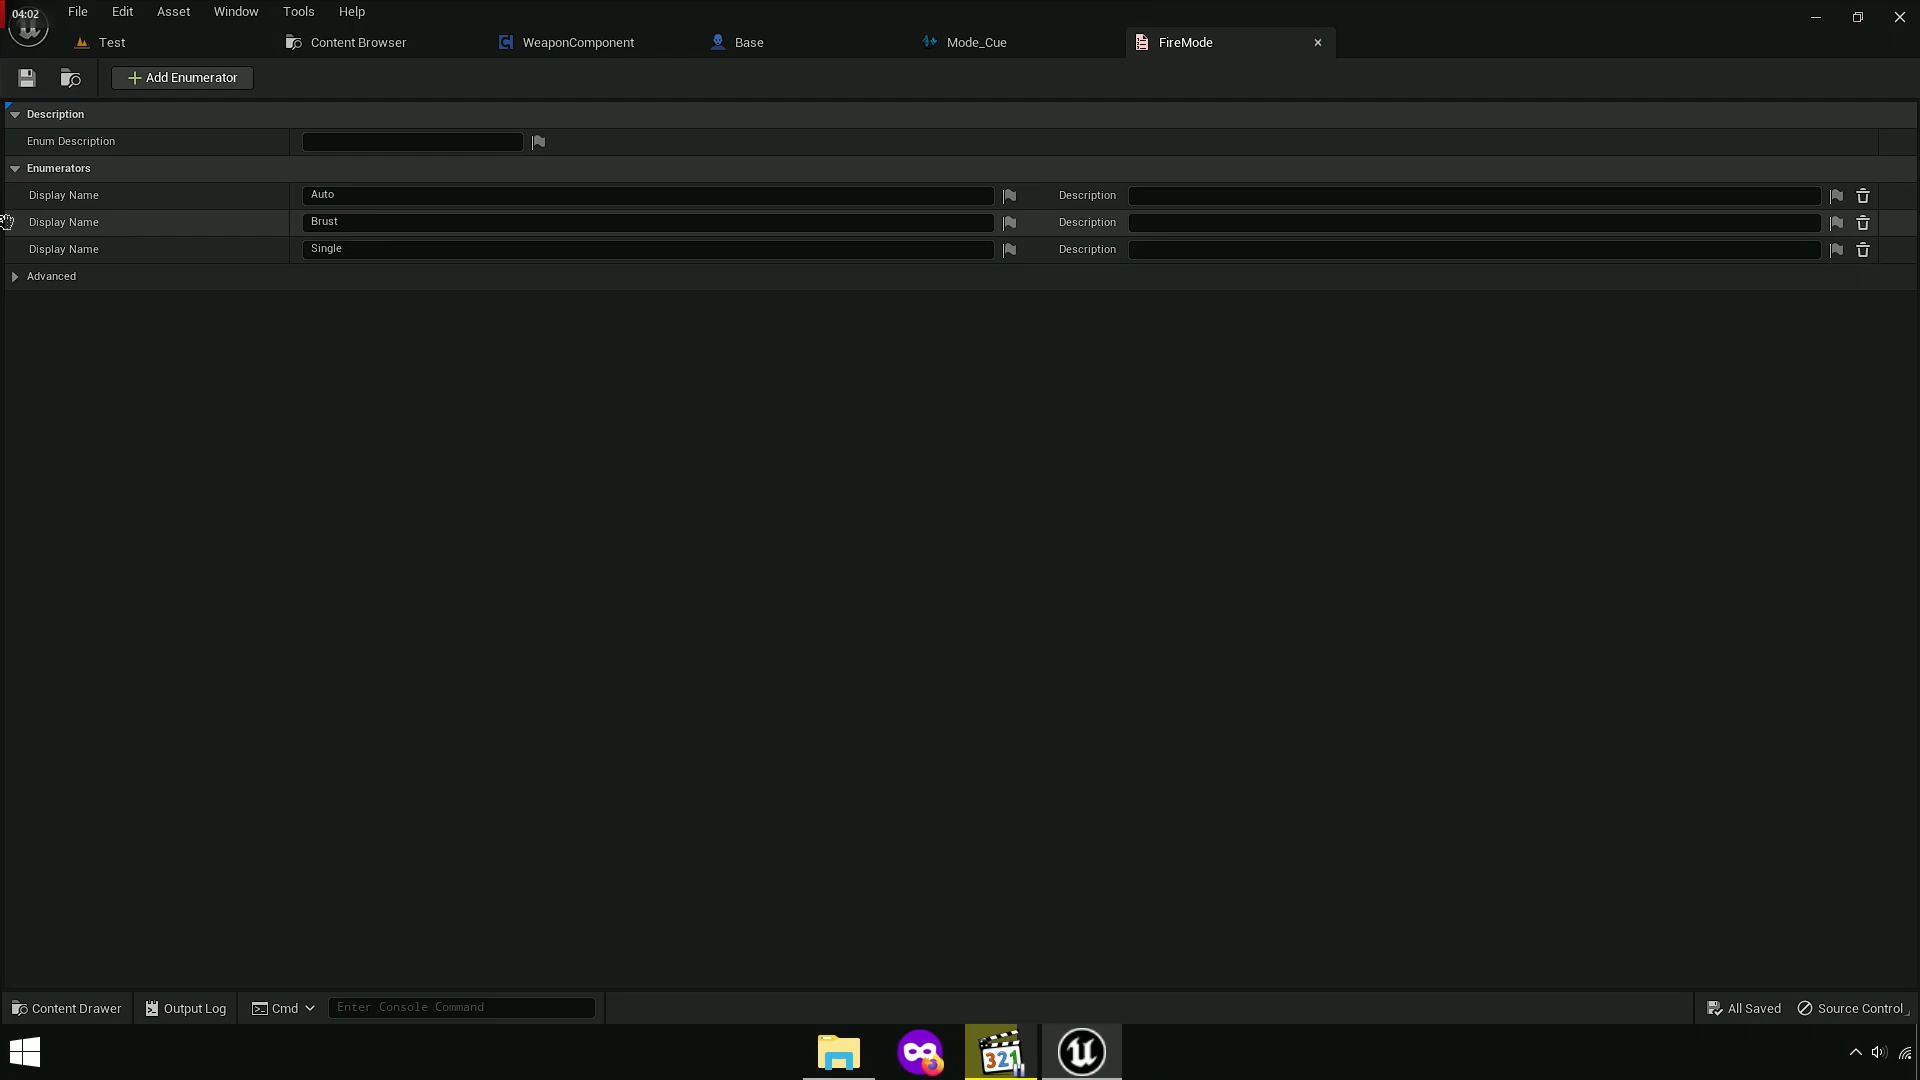 04:02
File Edit Asset Window Tools Help
Test Content Browser WeaponComponent Base Mode_Cue FireMode
Add Enumerator
Description
Enum Description
Enumerators
Display Name Auto Description
Display Name Brust Description
Display Name Single Description
Advanced
Content Drawer Output Log Cmd Enter Console Command All Saved Source Control
321